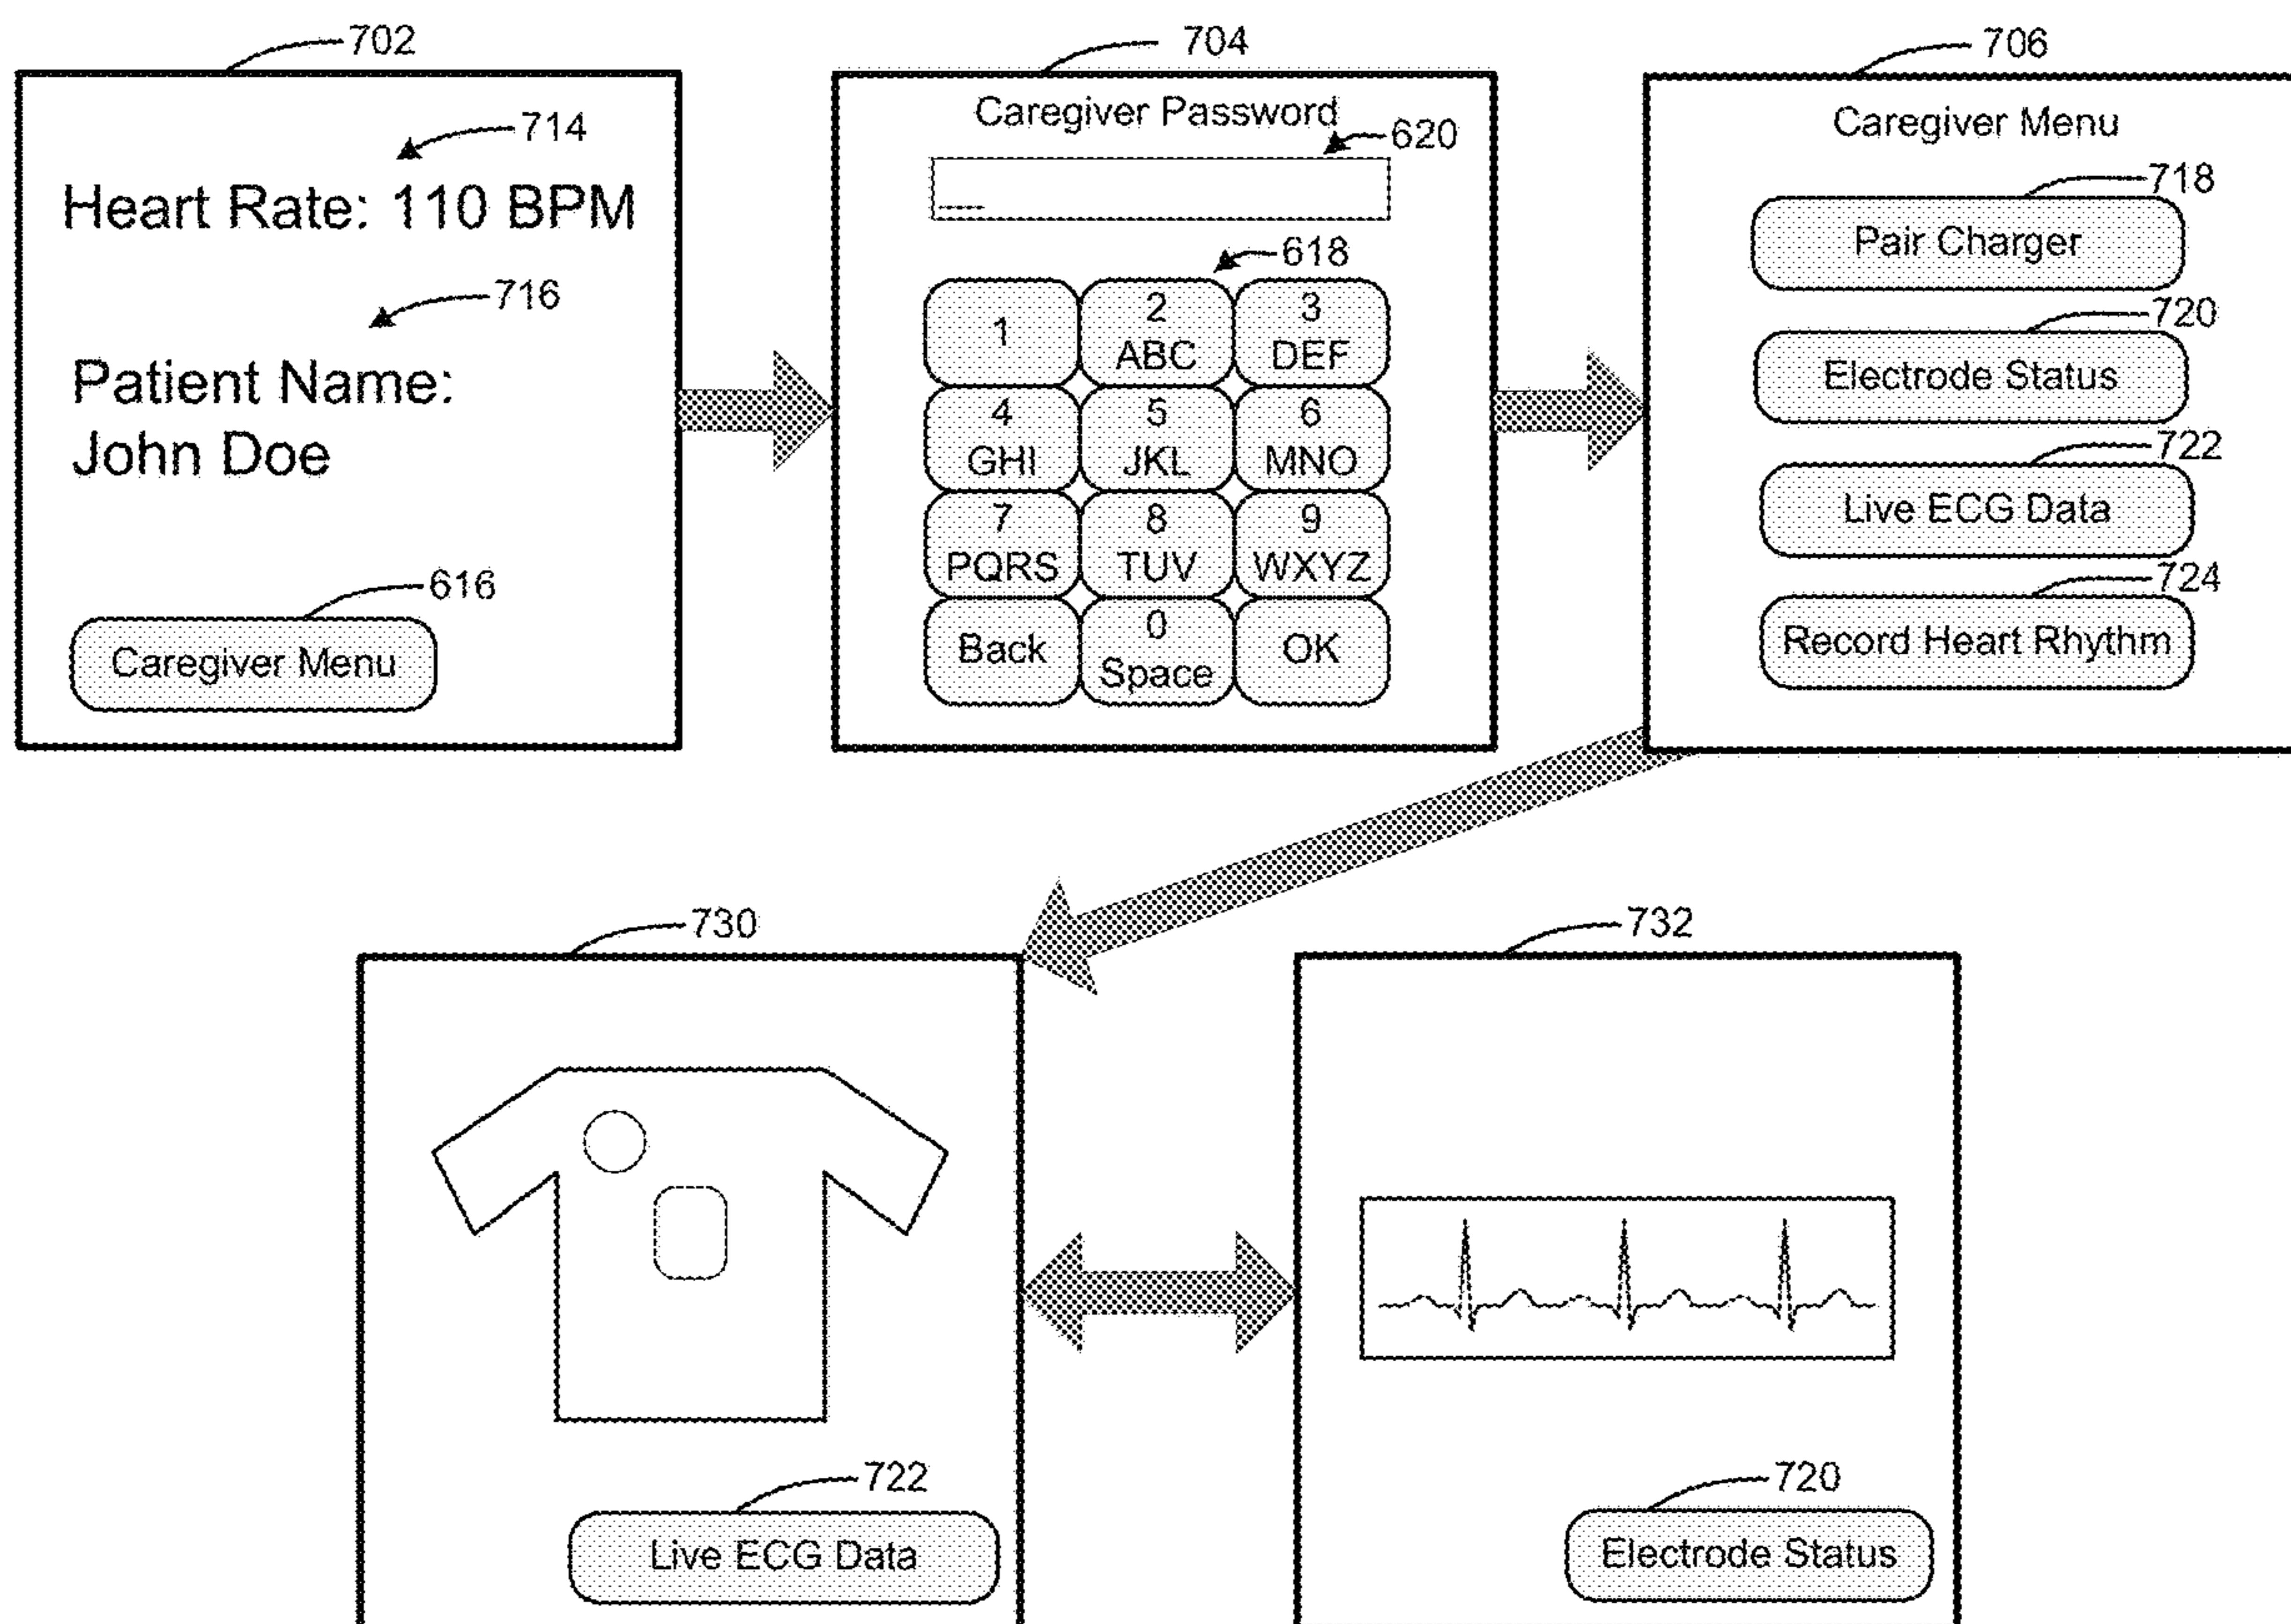 702
714
Heart Rate: 110 BPM
716
Patient Name:
John Doe
616
Caregiver Menu
704
Caregiver Password
620
618
1
2
ABC
3
DEF
4
GHI
5
JKL
6
MNO
7
PQRS
8
TUV
9
WXYZ
Back
0
Space
OK
706
Caregiver Menu
718
Pair Charger
720
Electrode Status
722
Live ECG Data
724
Record Heart Rhythm
730
722
Live ECG Data
732
720
Electrode Status